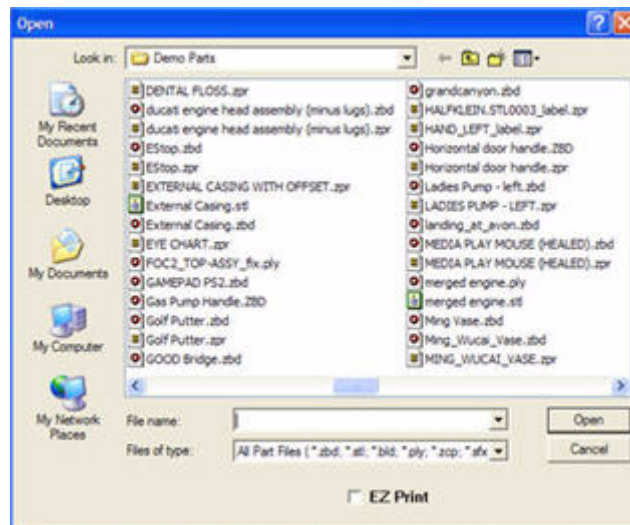 Open
Look in:
Demo Parts
My Recent
Documents
Desktop
My Documents
My Computer
My Network
Places
DENTAL FLOSS.zpr
ducati engine head assembly (minus lugs).zbd
ducati engine head assembly (minus lugs).zpr
EStop.zbd
EStop.zpr
EXTERNAL CASING WITH OFFSET.zpr
External Casing.stl
External Casing.zbd
EYE CHART.zpr
FOC2_TOP-ASSY_fix.ply
GAMEPAD PS2.zbd
Gas Pump Handle.ZBD
Golf Putter.zbd
Golf Putter.zpr
GOOD Bridge.zbd
grandcanyon.zbd
HALFKLEIN.STL0003_label.zpr
HAND_LEFT_label.zpr
Horizontal door handle.ZBD
Horizontal door handle.zpr
Ladies Pump - left.zbd
LADIES PUMP - LEFT.zpr
landing_at_avon.zbd
MEDIA PLAY MOUSE (HEALED).zbd
MEDIA PLAY MOUSE (HEALED).zpr
merged engine.ply
merged engine.stl
Ming Vase.zbd
Ming_Wucai_Vase.zbd
MING_WUCAI_VASE.zpr
File name:
Open
Files of type:
All Part Files ( *.zbd; *.stl; *.bld; *.ply; *.zcp; *.sfx
Cancel
EZ Print